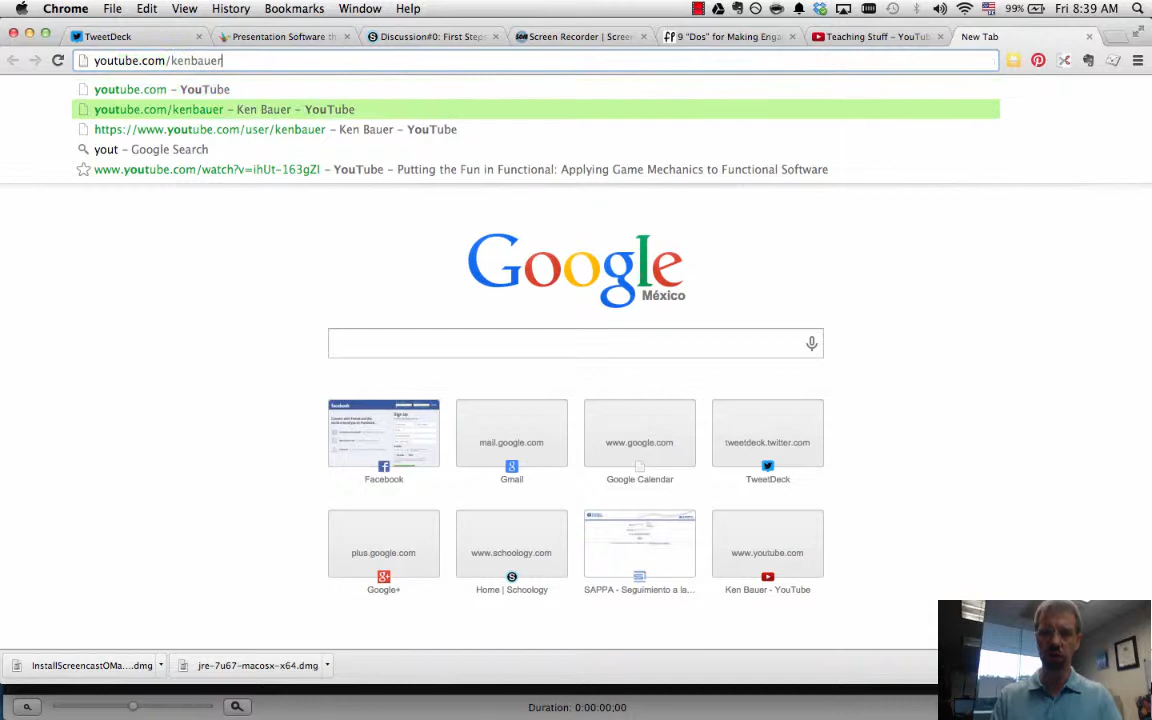 Chrome File Edit View History Bookmarks Window Help 99% Fri 8:39 AM
TweetDeck Presentation Software th Discussion#0: First Steps Screen Recorder | Screen 9 "Dos" for Making Enga Teaching Stuff – YouTub New Tab
youtube.com/kenbauer
youtube.com – YouTube
youtube.com/kenbauer – Ken Bauer – YouTube
https://www.youtube.com/user/kenbauer – Ken Bauer – YouTube
yout – Google Search
www.youtube.com/watch?v=ihUt-163gZI – YouTube – Putting the Fun in Functional: Applying Game Mechanics to Functional Software
Google
México
facebook
Sign Up
mail.google.com www.google.com tweetdeck.twitter.com
Facebook Gmail Google Calendar TweetDeck
plus.google.com www.schoology.com www.youtube.com
Google+ Home | Schoology SAPPA - Seguimiento a la... Ken Bauer - YouTube
InstallScreencastOMa....dmg jre-7u67-macosx-x64.dmg
Duration: 0:00:00;00